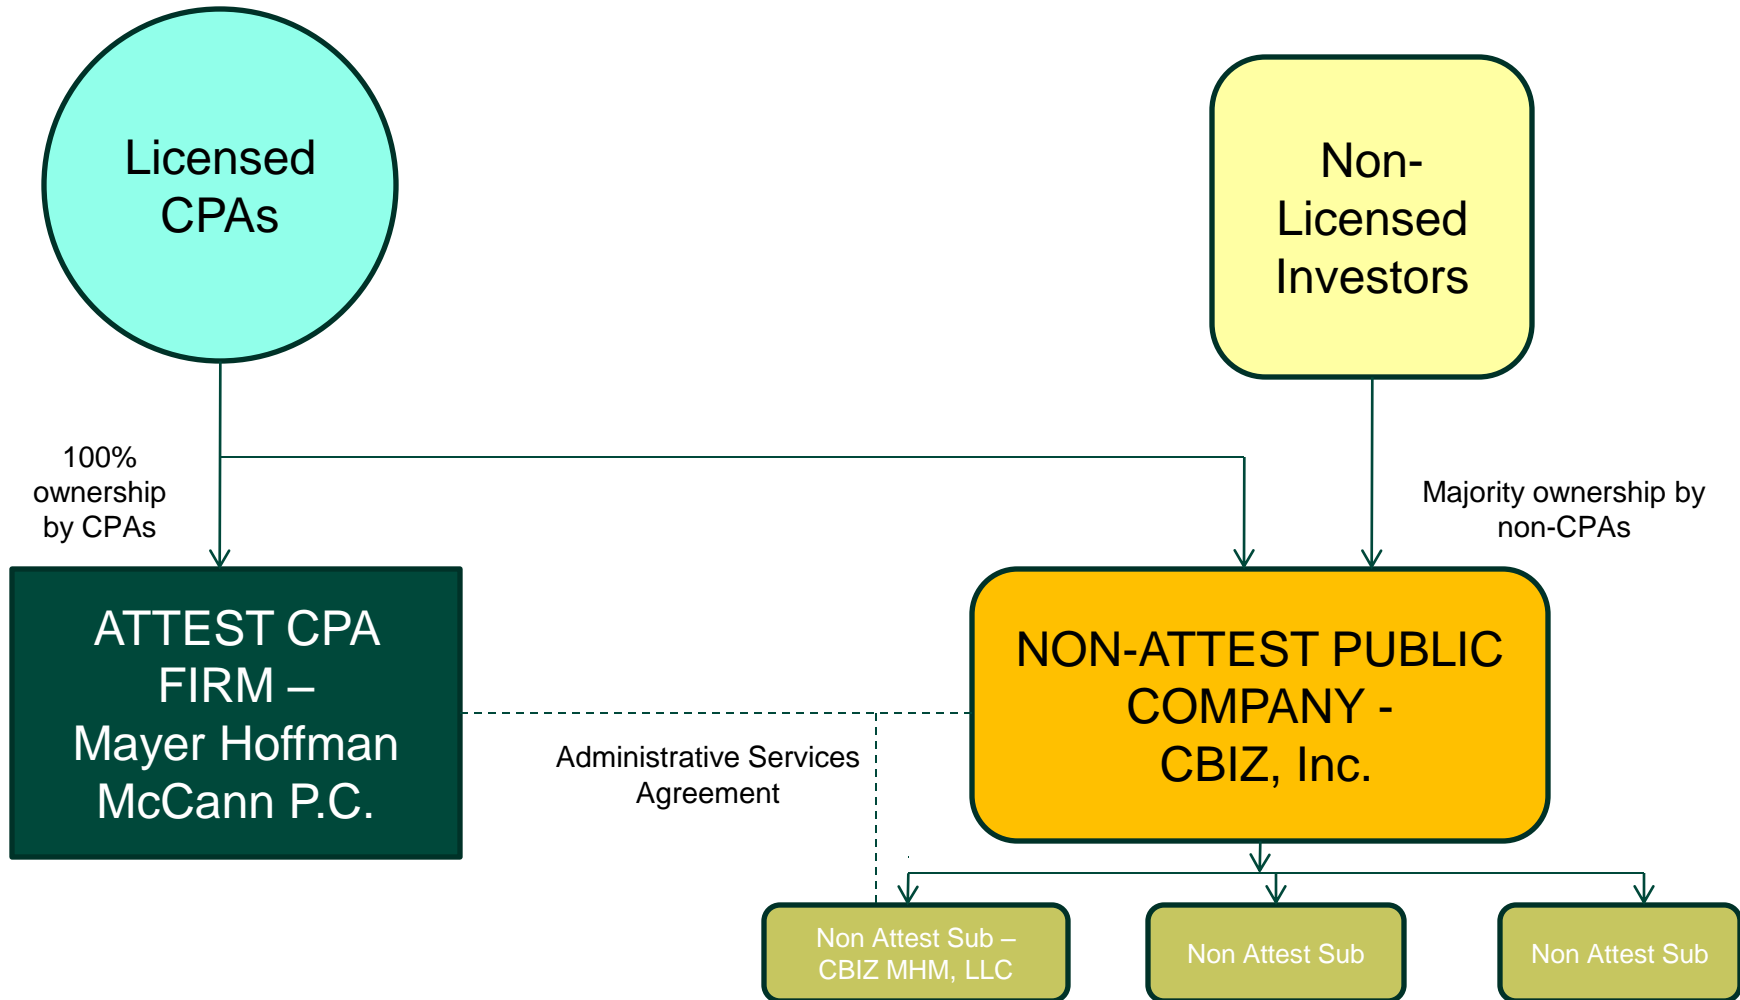 Licensed
CPAs
Non-
Licensed
Investors
100%
ownership
by CPAs
Majority ownership by
non-CPAs
ATTEST CPA
FIRM –
Mayer Hoffman
McCann P.C.
Administrative Services
Agreement
NON-ATTEST PUBLIC
COMPANY -
CBIZ, Inc.
Non Attest Sub –
CBIZ MHM, LLC
Non Attest Sub
Non Attest Sub